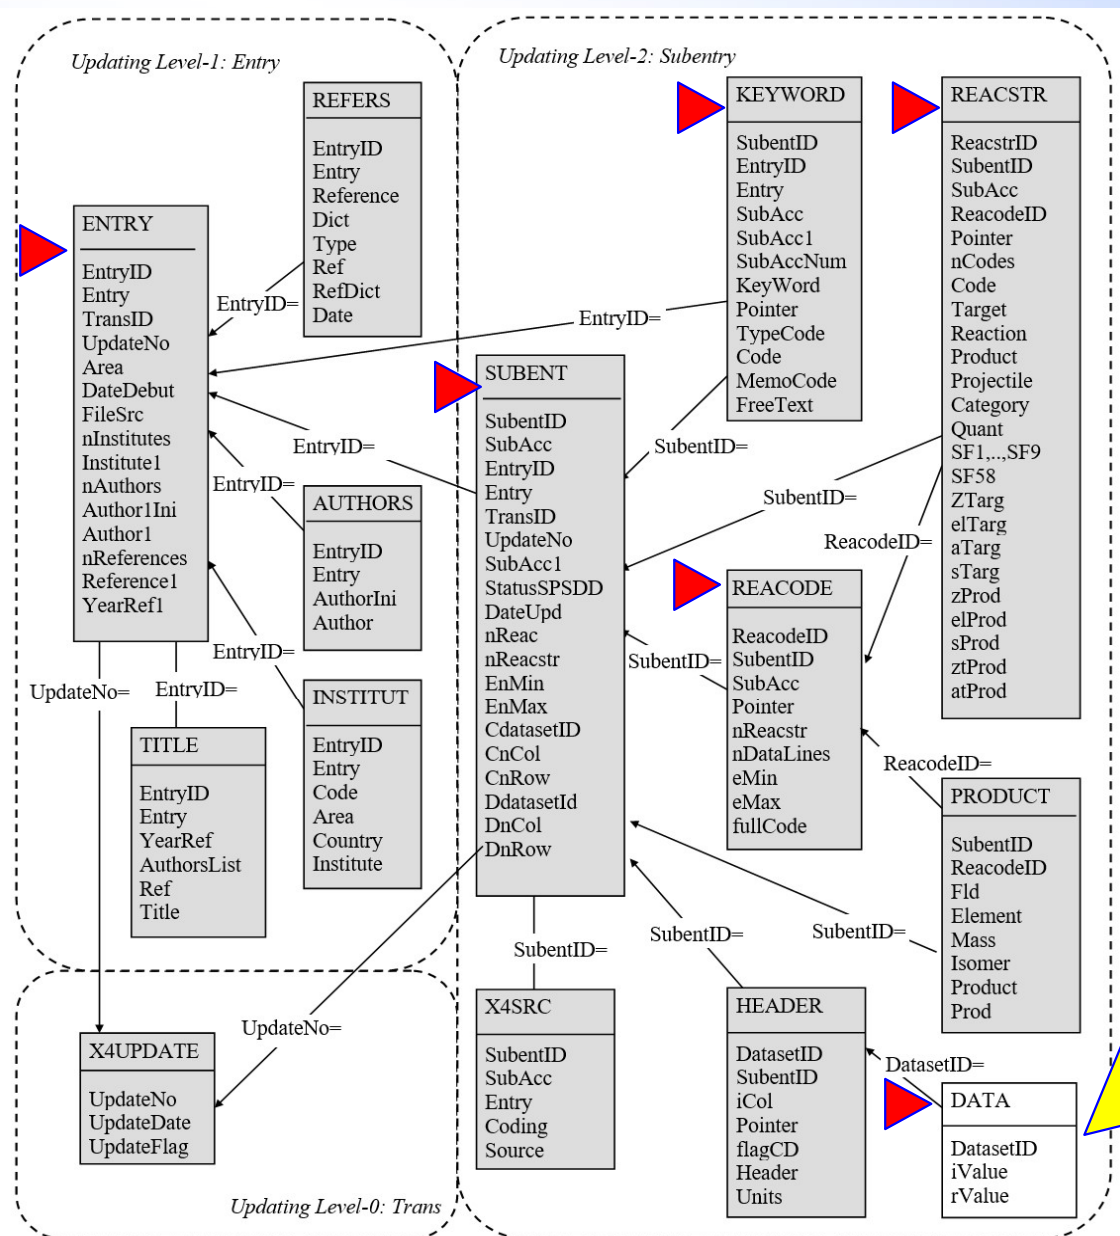 Updating Level-1: Entry
REFERS
EntryID
Entry
Reference
Dict
Type
Ref
RefDict
Date
ENTRY
EntryID
Entry
TransID
UpdateNo
Area
DateDebut
FileSrc
nInstitutes
Institute1
nAuthors
Author1Ini
Author1
nReferences
Reference1
YearRef1
EntryID=
EntryID=
EntryID=
EntryID=
AUTHORS
EntryID
Entry
AuthorIni
Author
EntryID=
INSTITUT
EntryID
Entry
Code
Area
Country
Institute
UpdateNo=
EntryID=
TITLE
EntryID
Entry
YearRef
AuthorsList
Ref
Title
X4UPDATE
UpdateNo
UpdateDate
UpdateFlag
UpdateNo=
Updating Level-0: Trans
Updating Level-2: Subentry
KEYWORD
SubentID
EntryID
Entry
SubAcc
SubAcc1
SubAccNum
KeyWord
Pointer
TypeCode
Code
MemoCode
FreeText
REACSTR
ReacstrID
SubentID
SubAcc
ReacodeID
Pointer
nCodes
Code
Target
Reaction
Product
Projectile
Category
Quant
SF1,..,SF9
SF58
ZTarg
elTarg
aTarg
sTarg
zProd
elProd
sProd
ztProd
atProd
SUBENT
SubentID
SubAcc
EntryID
Entry
TransID
UpdateNo
SubAcc1
StatusSPSDD
DateUpd
nReac
nReacstr
EnMin
EnMax
CdatasetID
CnCol
CnRow
DdatasetId
DnCol
DnRow
SubentID=
SubentID=
ReacodeID=
SubentID=
REACODE
ReacodeID
SubentID
SubAcc
Pointer
nReacstr
nDataLines
eMin
eMax
fullCode
ReacodeID=
PRODUCT
SubentID
ReacodeID
Fld
Element
Mass
Isomer
Product
Prod
SubentID=
SubentID=
SubentID=
X4SRC
SubentID
SubAcc
Entry
Coding
Source
HEADER
DatasetID
SubentID
iCol
Pointer
flagCD
Header
Units
DatasetID=
DATA
DatasetID
iValue
rValue